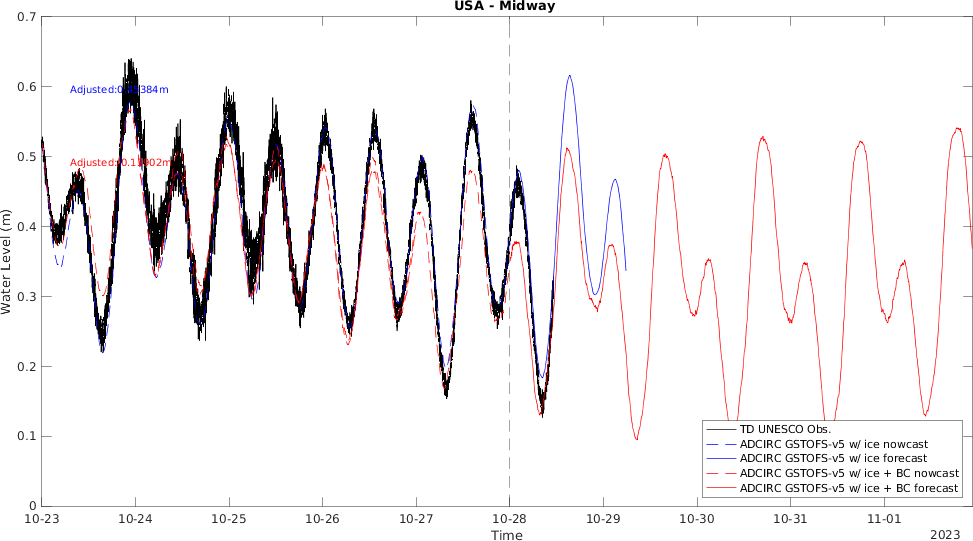 USA - Midway
0.7
0.6
0.5
0.4
0.3
0.2
0.1
0
Water Level (m)
TD UNESCO Obs.
ADCIRC GSTOFS-v5 w/ ice nowcast
ADCIRC GSTOFS-v5 w/ ice forecast
ADCIRC GSTOFS-v5 w/ ice + BC nowcast
ADCIRC GSTOFS-v5 w/ ice + BC forecast
10-23 10-24 10-25 10-26 10-27 10-28 10-29 10-30 10-31 11-01
Time
2023